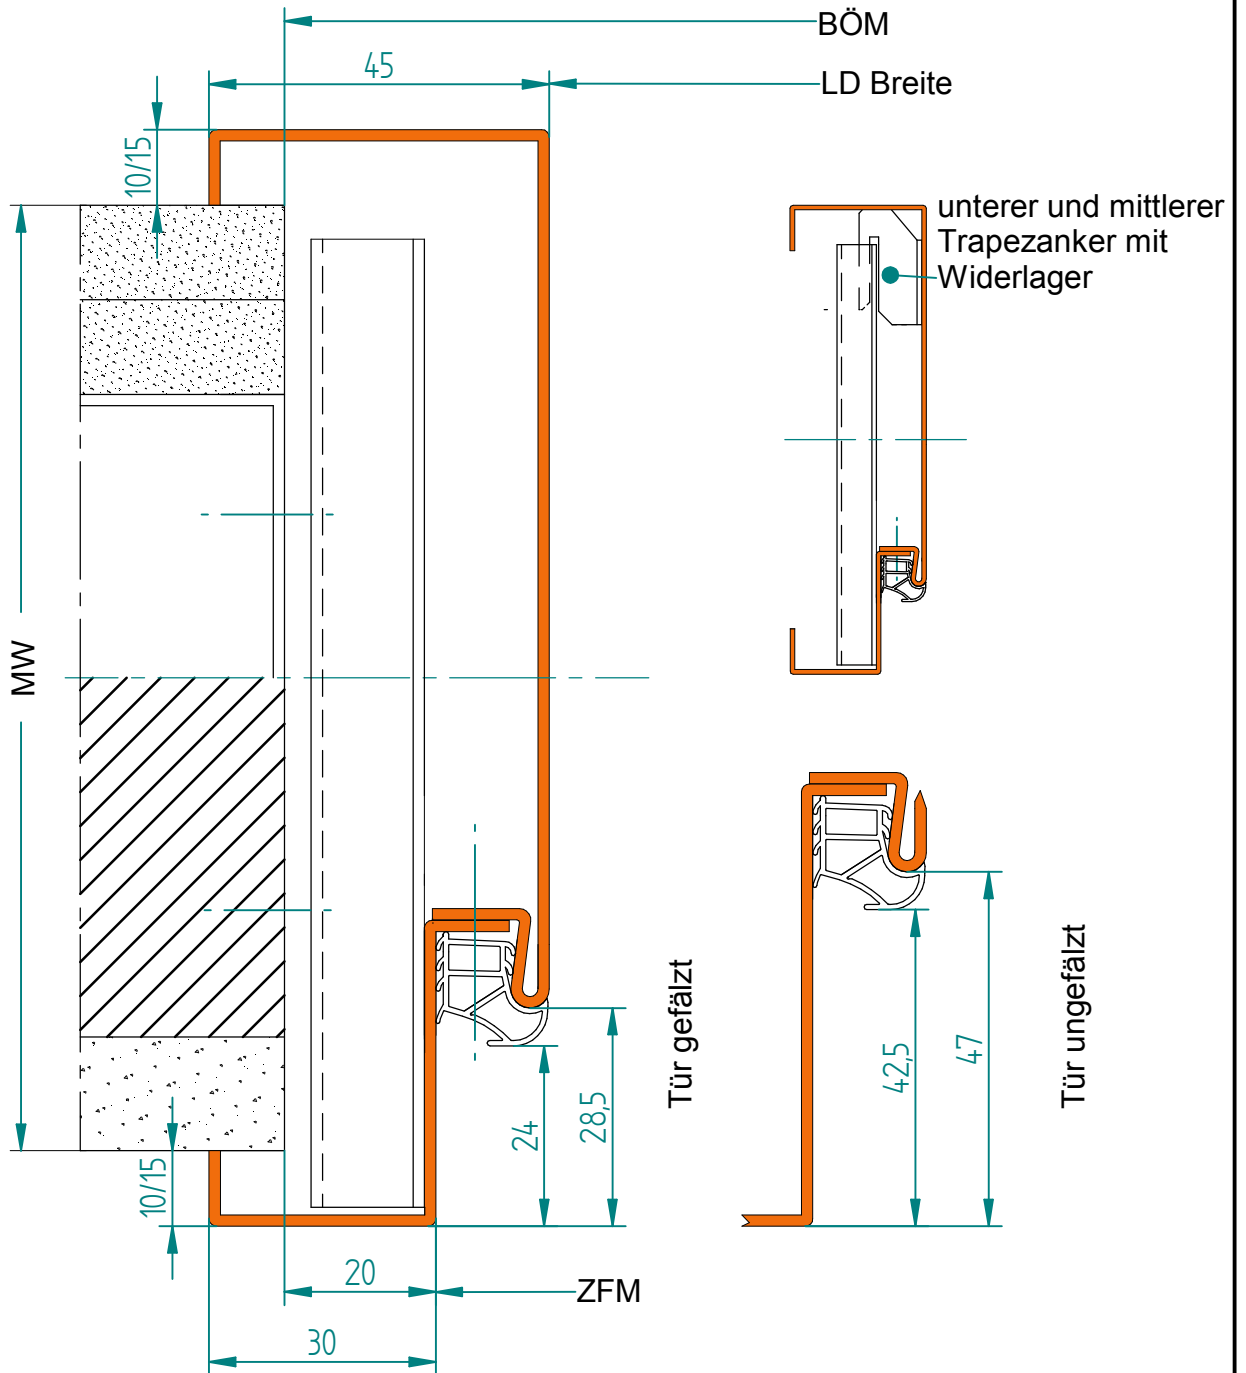 BÖM
45
LD Breite
10/15
unterer und mittlerer
Trapezanker mit
Widerlager
MW
Tür gefälzt
Tür ungefälzt
24
28,5
42,5
47
10/15
20
ZFM
30